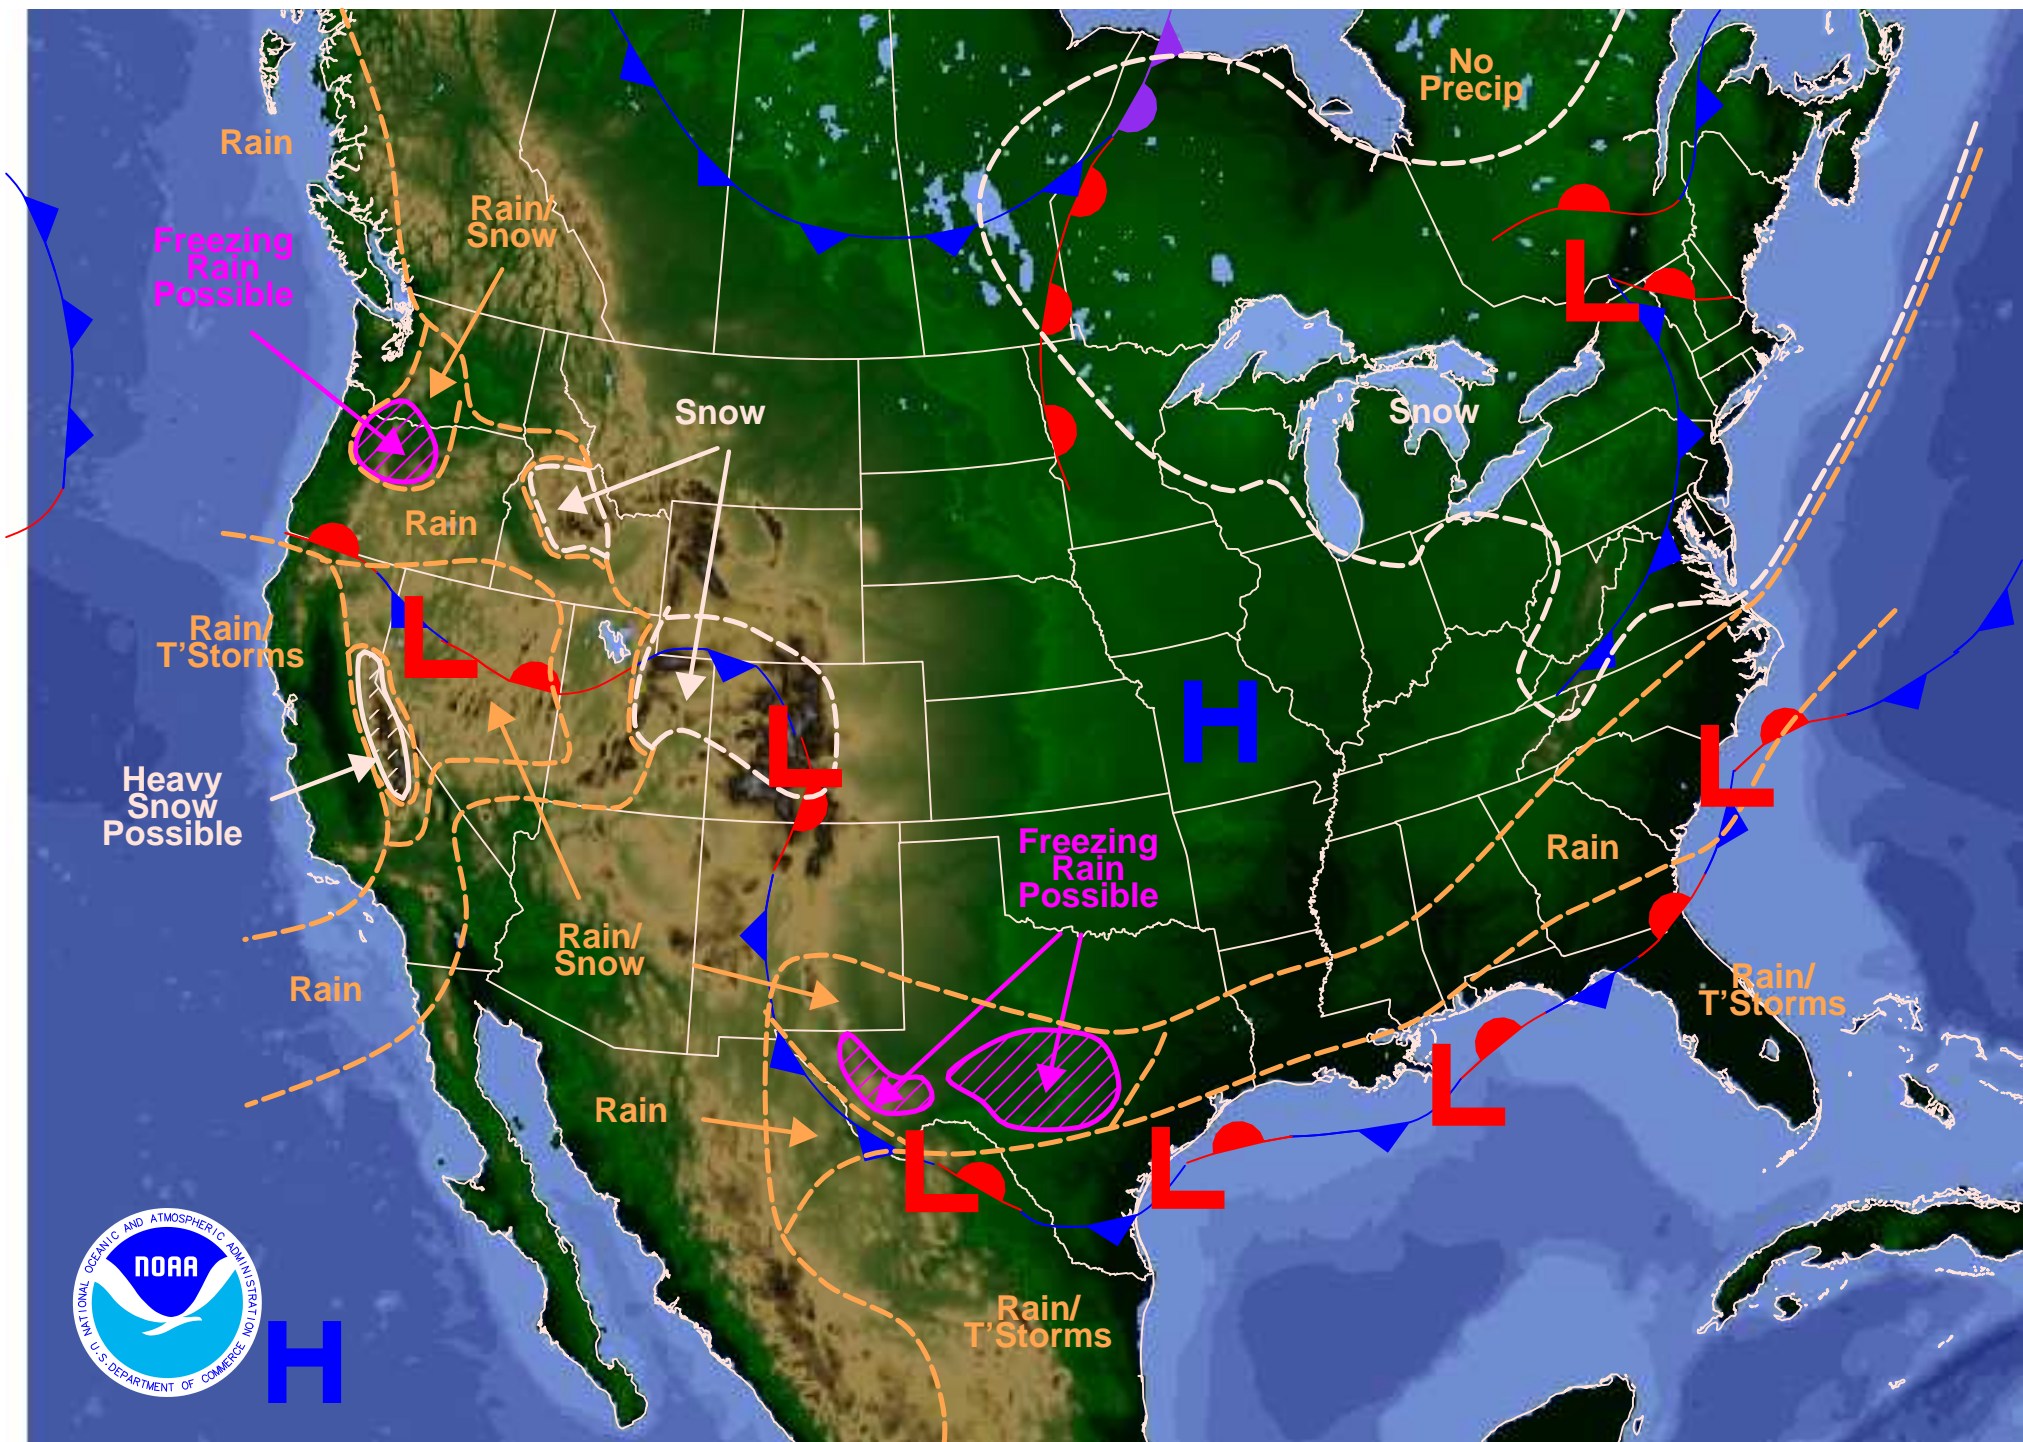 No
Precip
Rain
Rain/
Snow
Freezing
Rain
Possible
Snow
Snow
Rain
Rain/
T'Storms
L
L
H
L
L
Heavy
Snow
Possible
Freezing
Rain
Possible
Rain
Rain/
Snow
Rain
Rain/
T'Storms
Rain
L
L
L
Rain/
T'Storms
NATIONAL OCEANIC AND ATMOSPHERIC ADMINISTRATION
NOAA
U.S. DEPARTMENT OF COMMERCE
H